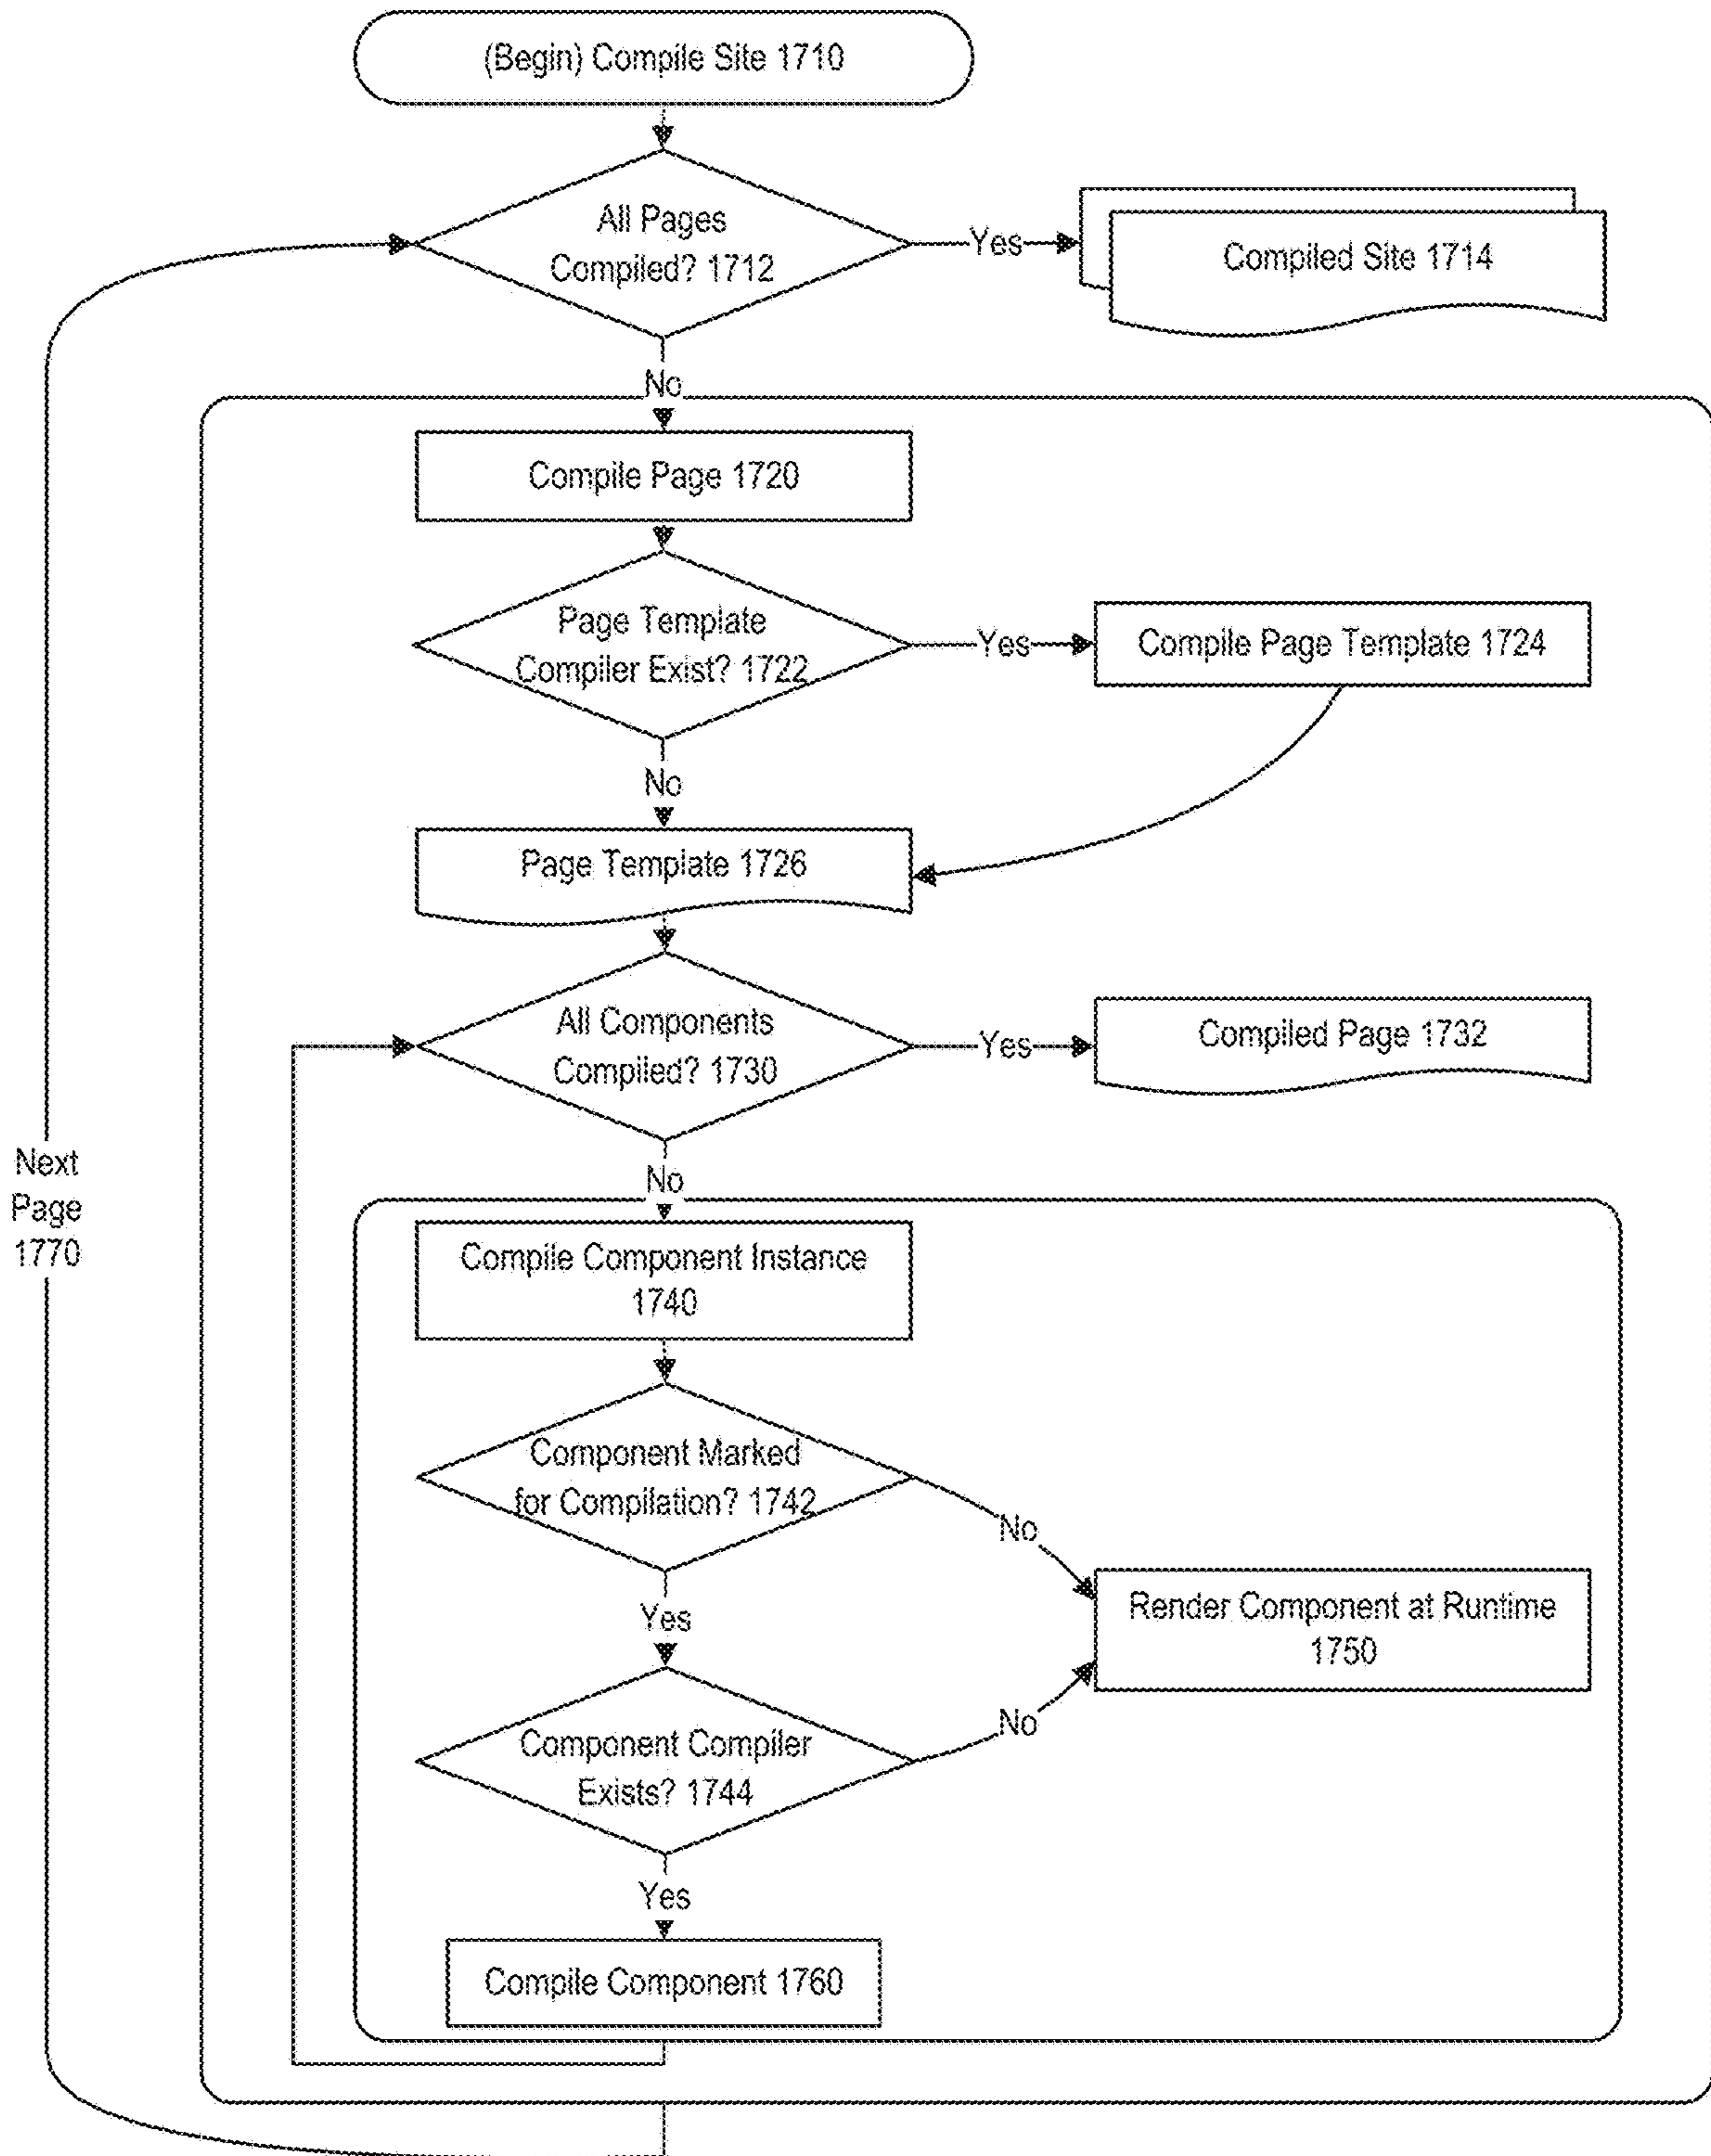 (Begin) Compile Site 1710
All Pages
Compiled? 1712
Yes
Compiled Site 1714
No
Compile Page 1720
Page Template
Compiler Exist? 1722
Yes
Compile Page Template 1724
No
Page Template 1726
All Components
Compiled? 1730
Yes
Compiled Page 1732
Next
Page
1770
No
Compile Component Instance
1740
Component Marked
for Compilation? 1742
No
Yes
Render Component at Runtime
1750
Component Compiler
Exists? 1744
No
Yes
Compile Component 1760